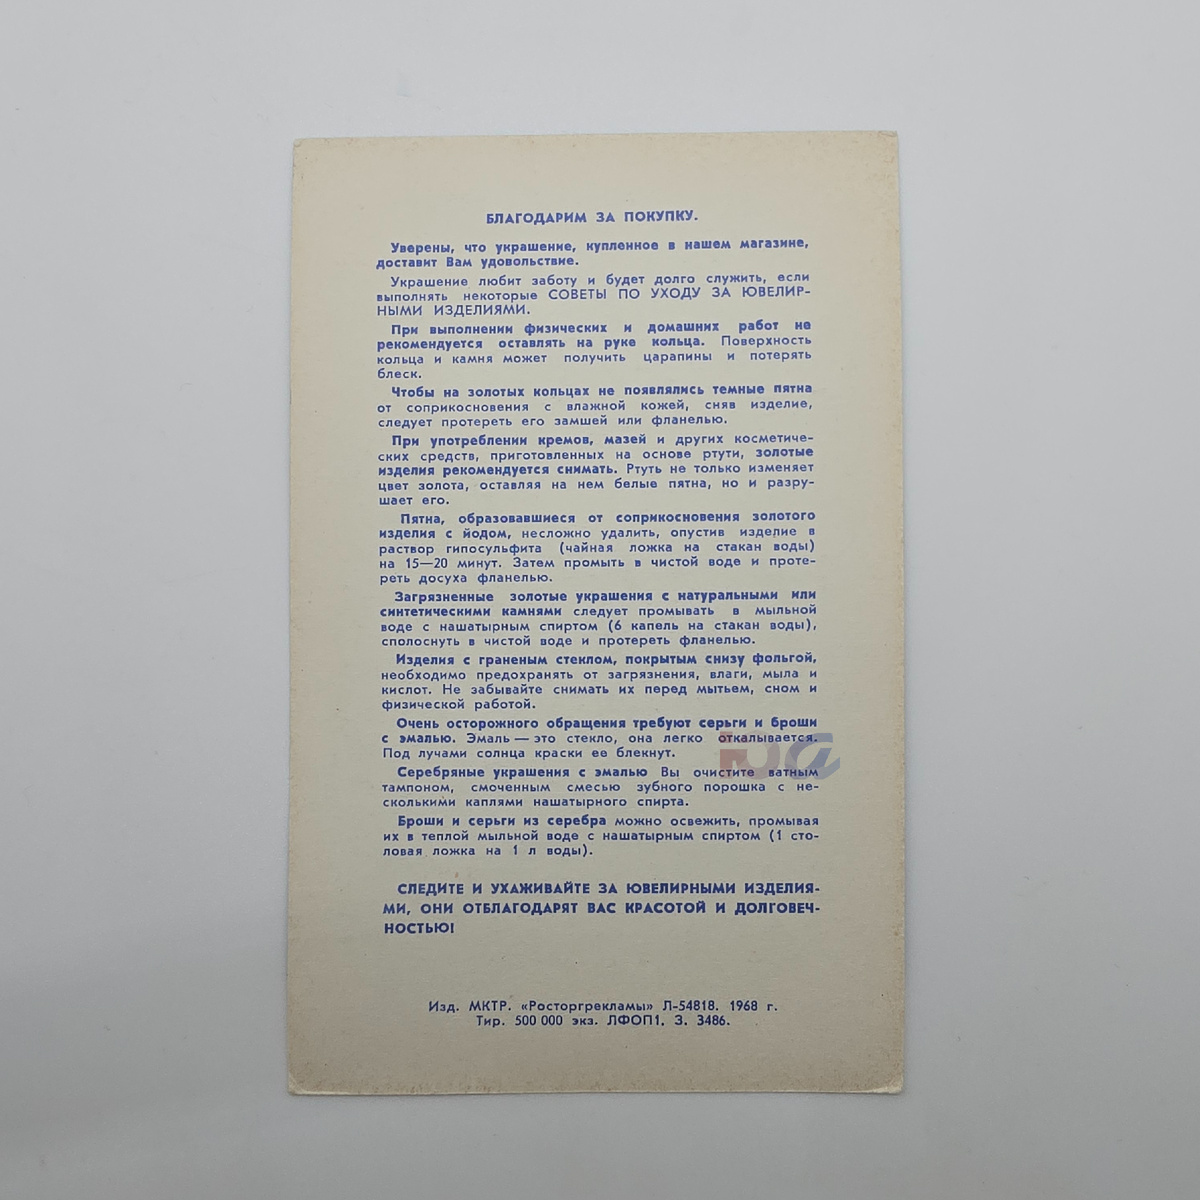 БЛАГОДАРИМ ЗА ПОКУПКУ.
Уверены, что украшение, купленное в нашем магазине,
доставит Вам удовольствие.
Украшение любит заботу и будет долго служить, если
выполнять некоторые СОВЕТЫ ПО УХОДУ ЗА ЮВЕЛИР-
НЫМИ ИЗДЕЛИЯМИ.
При выполнении физических и домашних работ не
рекомендуется оставлять на руке кольца. Поверхность
кольца и камня может получить царапины и потерять
блеск.
Чтобы на золотых кольцах не появлялись темные пятна
от соприкосновения с влажной кожей, сняв изделие,
следует протереть его замшей или фланелью.
При употреблении кремов, мазей и других косметиче-
ских средств, приготовленных на основе ртути, золотые
изделия рекомендуется снимать. Ртуть не только изменяет
цвет золота, оставляя на нем белые пятна, но и разру-
шает его.
Пятна, образовавшиеся от соприкосновения золотого
изделия с йодом, несложно удалить, опустив изделие в
раствор гипосульфита (чайная ложка на стакан воды)
на 15—20 минут. Затем промыть в чистой воде и проте-
реть досуха фланелью.
Загрязненные золотые украшения с натуральными или
синтетическими камнями следует промывать в мыльной
воде с нашатырным спиртом (6 капель на стакан воды),
сполоснуть в чистой воде и протереть фланелью.
Изделия с граненым стеклом, покрытым снизу фольгой,
необходимо предохранять от загрязнения, влаги, мыла и
кислот. Не забывайте снимать их перед мытьем, сном и
физической работой.
Очень осторожного обращения требуют серьги и броши
с эмалью. Эмаль — это стекло, она легко откалывается.
Под лучами солнца краски ее блекнут.
Серебряные украшения с эмалью Вы очистите ватным
тампоном, смоченным смесью зубного порошка с не-
сколькими каплями нашатырного спирта.
Броши и серьги из серебра можно освежить, промывая
их в теплой мыльной воде с нашатырным спиртом (1 сто-
ловая ложка на 1 л воды).
СЛЕДИТЕ И УХАЖИВАЙТЕ ЗА ЮВЕЛИРНЫМИ ИЗДЕЛИЯ-
МИ, ОНИ ОТБЛАГОДАРЯТ ВАС КРАСОТОЙ И ДОЛГОВЕЧ-
НОСТЬЮ!
Изд. МКТР. «Росторгрекламы» Л-54818. 1968 г.
Тир. 500 000 экз. ЛФОП1. З. 3486.